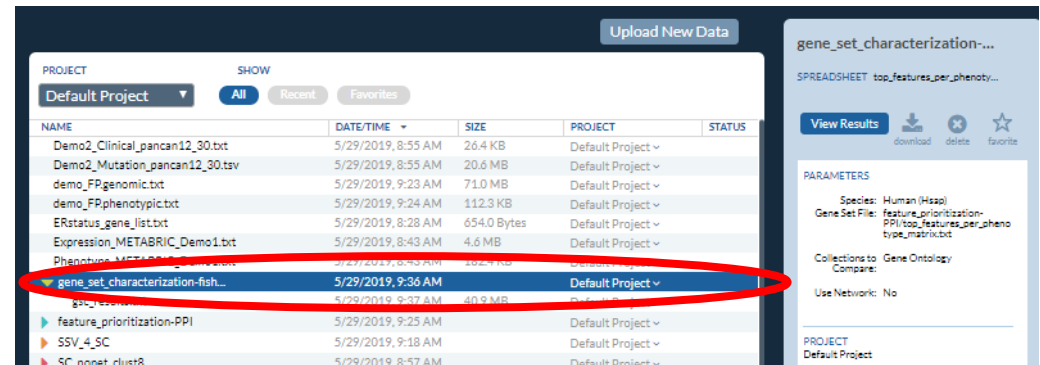 Upload New Data
PROJECT SHOW
Default Project All Recent Favorites
NAME DATE/TIME SIZE PROJECT STATUS
Demo2_Clinical_pancan12_30.txt 5/29/2019, 8:55 AM 26.4 KB Default Project
Demo2_Mutation_pancan12_30.tsv 5/29/2019, 8:55 AM 20.6 MB Default Project
demo_FP.genomic.txt 5/29/2019, 9:23 AM 71.0 MB Default Project
demo_FP.phenotypic.txt 5/29/2019, 9:24 AM 112.3 KB Default Project
ERstatus_gene_list.txt 5/29/2019, 8:28 AM 654.0 Bytes Default Project
Expression_METABRIC_Demo1.txt 5/29/2019, 8:43 AM 4.6 MB Default Project
5/29/2019, 8:43 AM 182.4 KB Default Project
gene_set_characterization-fish... 5/29/2019, 9:36 AM Default Project
5/29/2019, 9:37 AM 40.9 MB Default Project
feature_prioritization-PPI 5/29/2019, 9:25 AM Default Project
SSV_4_SC 5/29/2019, 9:18 AM Default Project
SC_nonet_clust8 5/29/2019, 8:57 AM Default Project
gene_set_characterization-...
SPREADSHEET top_features_per_phenoty...
View Results download delete favorite
PARAMETERS
Species: Human (Hsap)
Gene Set File: feature_prioritization-
PPI/top_features_per_pheno
type_matrix.txt
Collections to Gene Ontology
Compare:
Use Network: No
PROJECT
Default Project